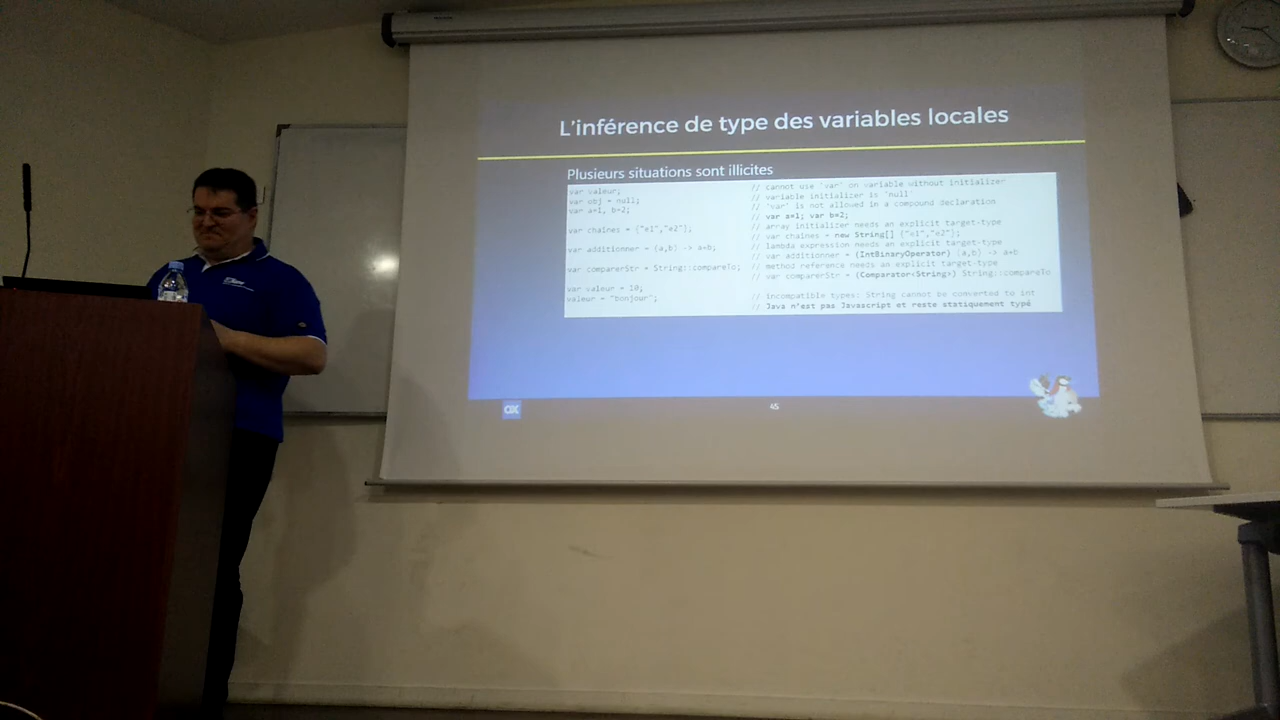 L'inférence de type des variables locales
Plusieurs situations sont illicites
var valeur; // cannot use 'var' on variable without initializer
var obj = null; // variable initializer is 'null'
var a=1, b=2; // 'var' is not allowed in a compound declaration
// var a=1; var b=2;
var chaines = {"e1","e2"}; // array initializer needs an explicit target-type
// var chaines = new String[] {"e1","e2"};
var additionner = (a,b) -> a+b; // lambda expression needs an explicit target-type
// var additionner = (IntBinaryOperator) (a,b) -> a+b
var comparerStr = String::compareTo; // method reference needs an explicit target-type
// var comparerStr = (Comparator<String>) String::compareTo
var valeur = 10;
valeur = "bonjour"; // incompatible types: String cannot be converted to int
// Java n'est pas Javascript et reste statiquement typé
45